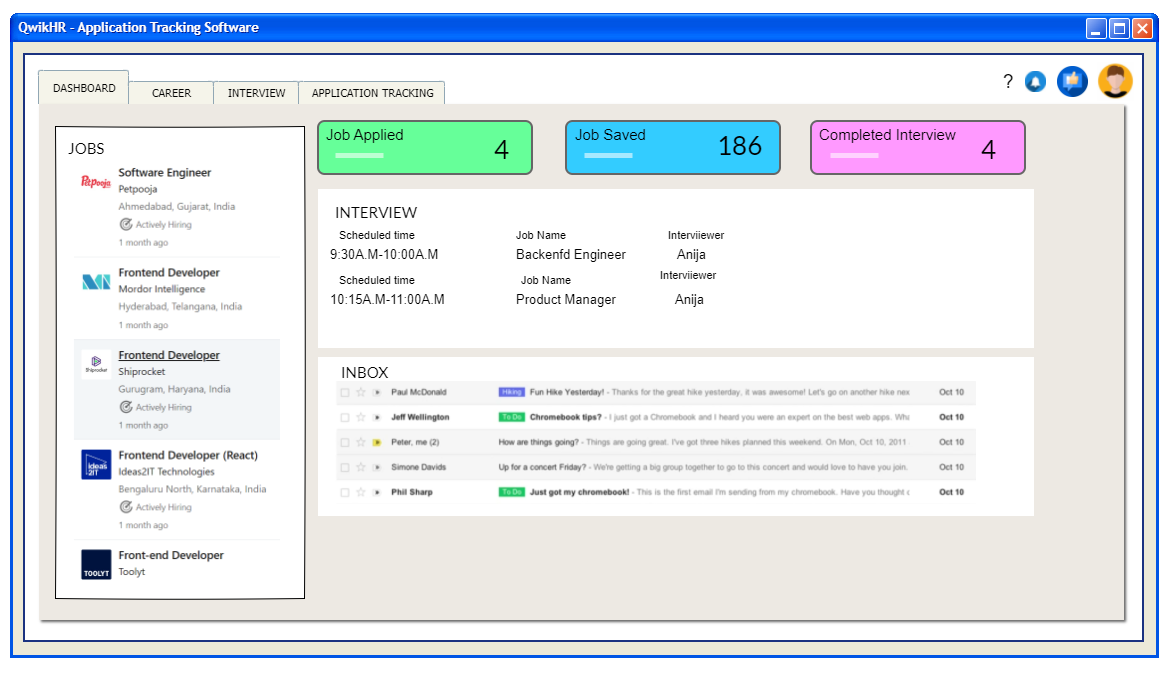 QwikHR - Application Tracking Software
DASHBOARD
CAREER
INTERVIEW
APPLICATION TRACKING
?
JOBS
Petpooja
Software Engineer
Petpooja
Ahmedabad, Gujarat, India
Actively Hiring
1 month ago
Frontend Developer
Mordor Intelligence
Hyderabad, Telangana, India
1 month ago
Shiprocket
Frontend Developer
Shiprocket
Gurugram, Haryana, India
Actively Hiring
1 month ago
ideas
2IT
Frontend Developer (React)
Ideas2IT Technologies
Bengaluru North, Karnataka, India
Actively Hiring
1 month ago
TOOLYT
Front-end Developer
Toolyt
Job Applied
4
Job Saved
186
Completed Interview
4
INTERVIEW
Scheduled time Job Name Interviiewer
9:30A.M-10:00A.M Backenfd Engineer Anija
Scheduled time Job Name Interviiewer
10:15A.M-11:00A.M Product Manager Anija
INBOX
Paul McDonald Hiking Fun Hike Yesterday! - Thanks for the great hike yesterday, it was awesome! Let's go on another hike nex Oct 10
Jeff Wellington To Do Chromebook tips? - I just got a Chromebook and I heard you were an expert on the best web apps. Wha Oct 10
Peter, me (2) How are things going? - Things are going great. I've got three hikes planned this weekend. On Mon, Oct 10, 2011 Oct 10
Simone Davids Up for a concert Friday? - We're getting a big group together to go to this concert and would love to have you join. Oct 10
Phil Sharp To Do Just got my chromebook! - This is the first email I'm sending from my chromebook. Have you thought Oct 10